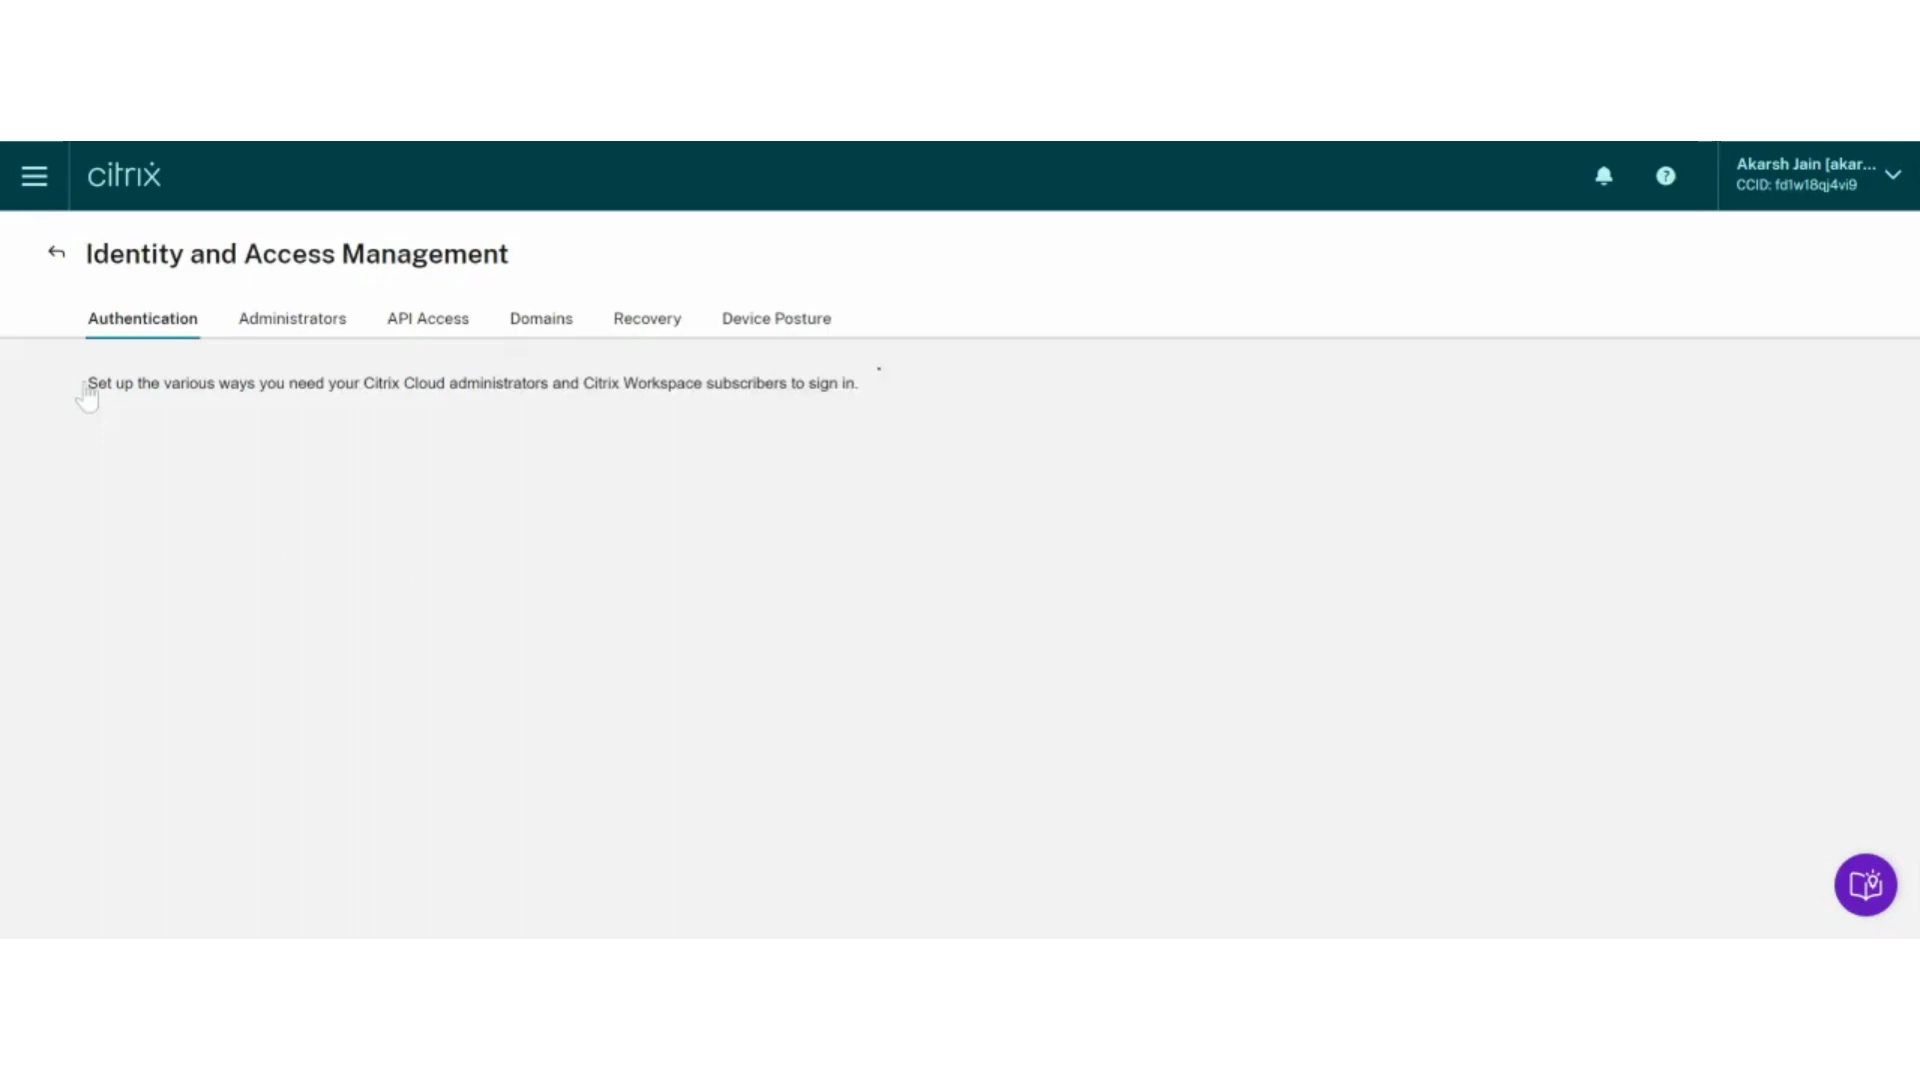 citrix
Akarsh Jain [akar...
CCID: fd1w18qj4vi9
Identity and Access Management
Authentication Administrators API Access Domains Recovery Device Posture
Set up the various ways you need your Citrix Cloud administrators and Citrix Workspace subscribers to sign in.